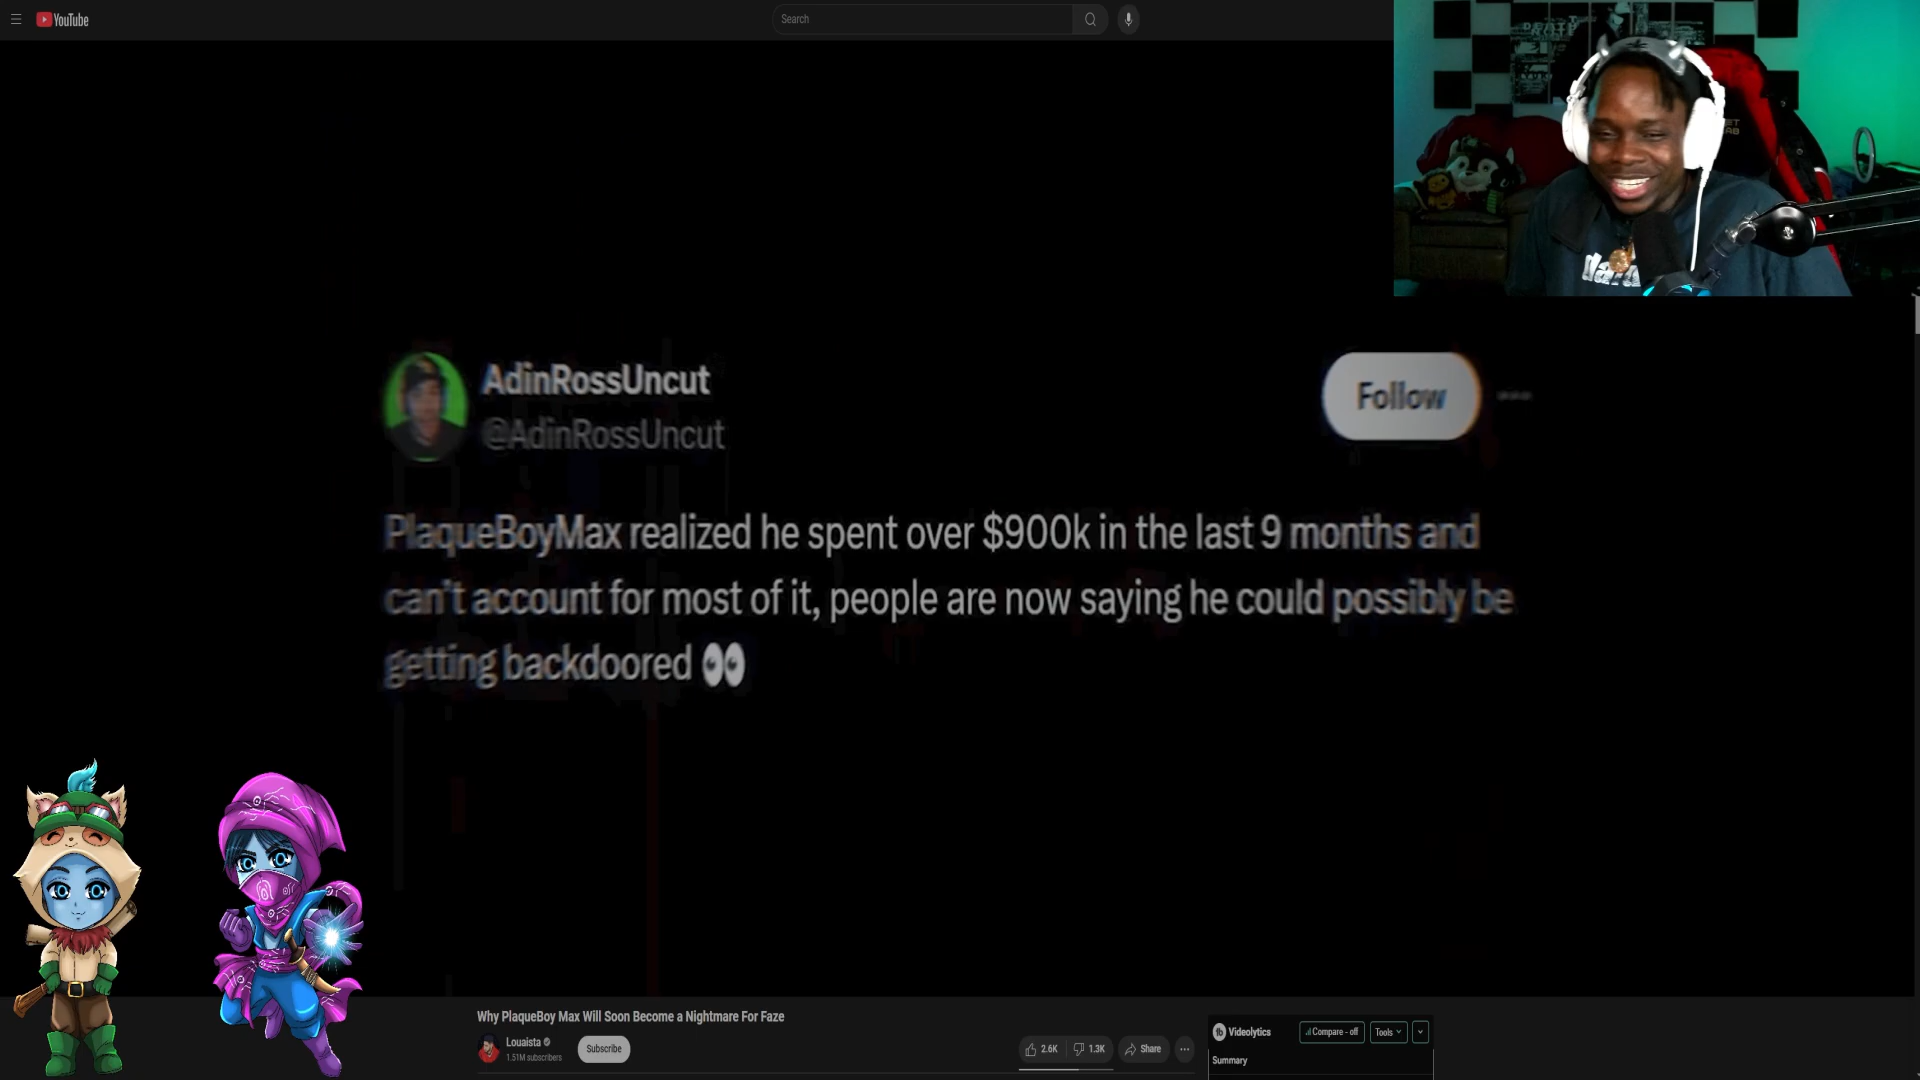 YouTube
Search
AdinRossUncut
@AdinRossUncut
Follow
PlaqueBoyMax realized he spent over $900k in the last 9 months and
can't account for most of it, people are now saying he could possibly be
getting backdoored 👀
Why PlaqueBoy Max Will Soon Become a Nightmare For Faze
Louaista
1.51M subscribers
Subscribe
2.6K
1.3K
Share
Videolytics
Compare - off
Tools
Summary